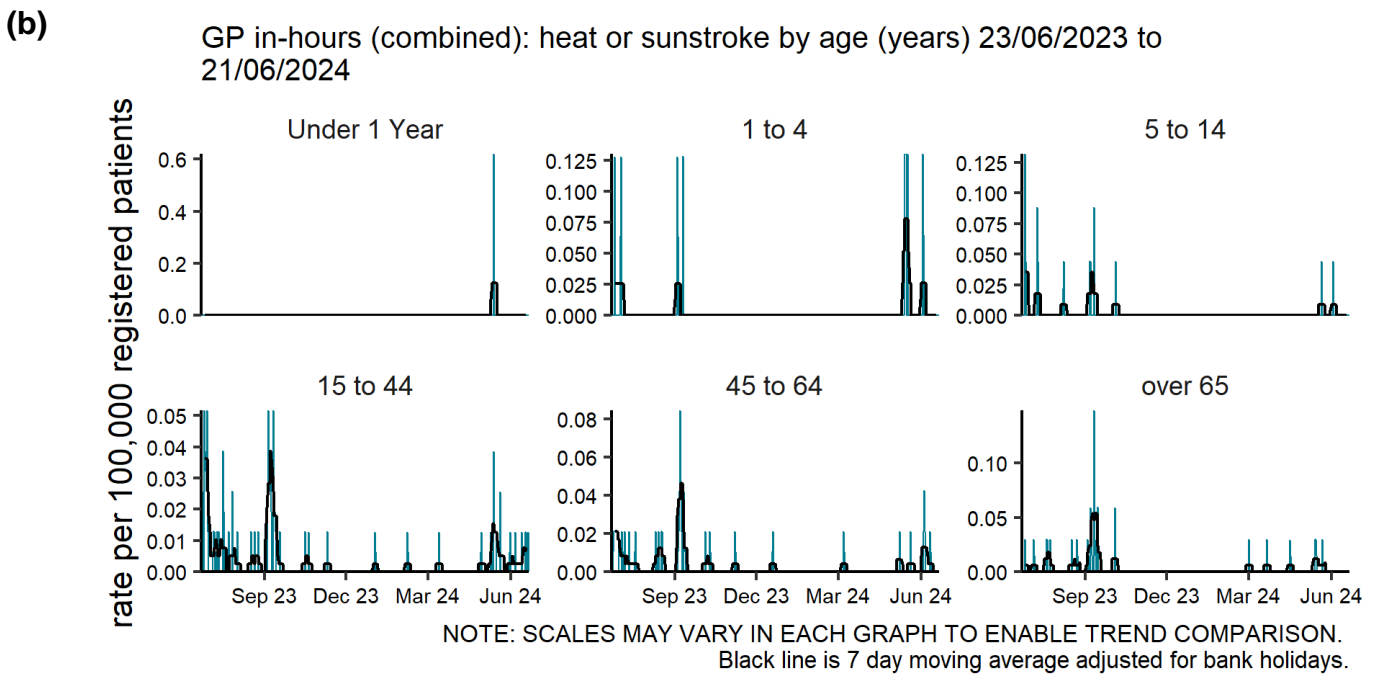 (b)
GP in-hours (combined): heat or sunstroke by age (years) 23/06/2023 to
21/06/2024
rate per 100,000 registered patients
Under 1 Year
0.6
0.4
0.2
0.0
1 to 4
0.125
0.100
0.075
0.050
0.025
0.000
5 to 14
0.125
0.100
0.075
0.050
0.025
0.000
15 to 44
0.05
0.04
0.03
0.02
0.01
0.00
Sep 23 Dec 23 Mar 24 Jun 24
45 to 64
0.08
0.06
0.04
0.02
0.00
Sep 23 Dec 23 Mar 24 Jun 24
over 65
0.10
0.05
0.00
Sep 23 Dec 23 Mar 24 Jun 24
NOTE: SCALES MAY VARY IN EACH GRAPH TO ENABLE TREND COMPARISON.
Black line is 7 day moving average adjusted for bank holidays.